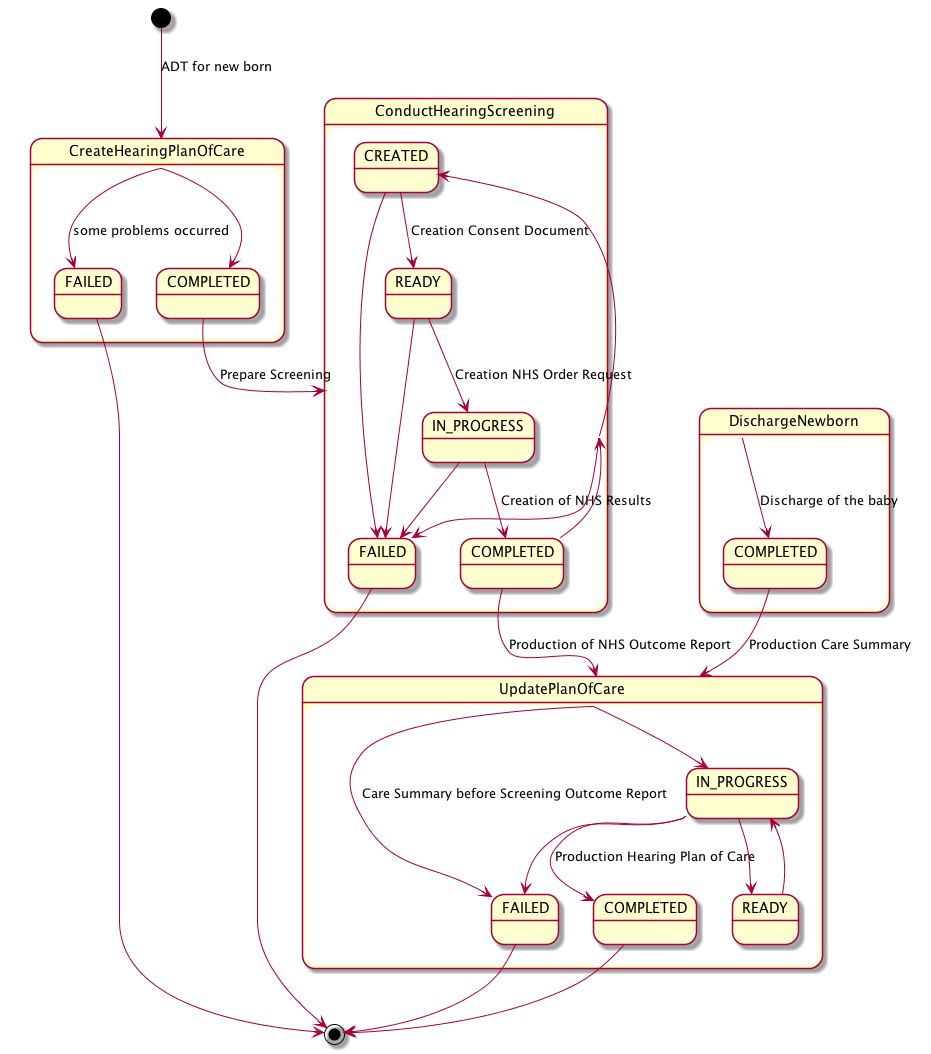 ADT for new born
ConductHearingScreening
CreateHearingPlanOfCare
CREATED
some problems occurred
Creation Consent Document
FAILED
COMPLETED
READY
Prepare Screening
Creation NHS Order Request
IN_PROGRESS
DischargeNewborn
Creation of NHS Results
Discharge of the baby
FAILED
COMPLETED
COMPLETED
Production of NHS Outcome Report
Production Care Summary
UpdatePlanOfCare
IN_PROGRESS
Care Summary before Screening Outcome Report
Production Hearing Plan of Care
FAILED
COMPLETED
READY